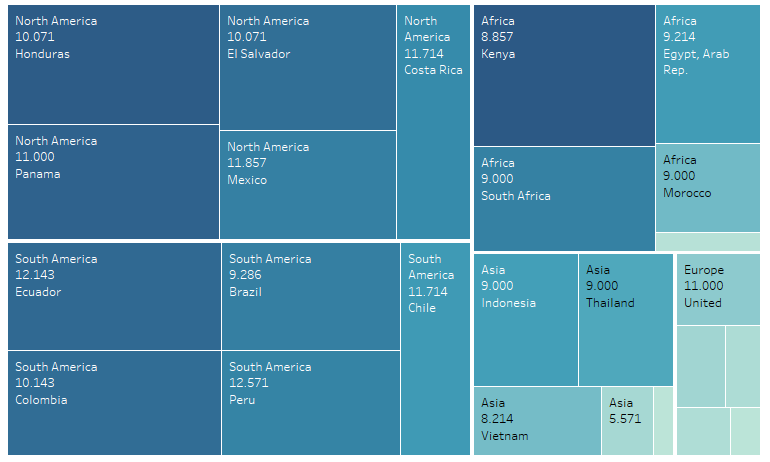 North America
10.071
Honduras
North America
10.071
El Salvador
North
America
11.714
Costa Rica
North America
11.000
Panama
North America
11.857
Mexico
Africa
8.857
Kenya
Africa
9.214
Egypt, Arab
Rep.
Africa
9.000
South Africa
Africa
9.000
Morocco
South America
12.143
Ecuador
South America
9.286
Brazil
South
America
11.714
Chile
South America
10.143
Colombia
South America
12.571
Peru
Asia
9.000
Indonesia
Asia
9.000
Thailand
Asia
8.214
Vietnam
Asia
5.571
Europe
11.000
United